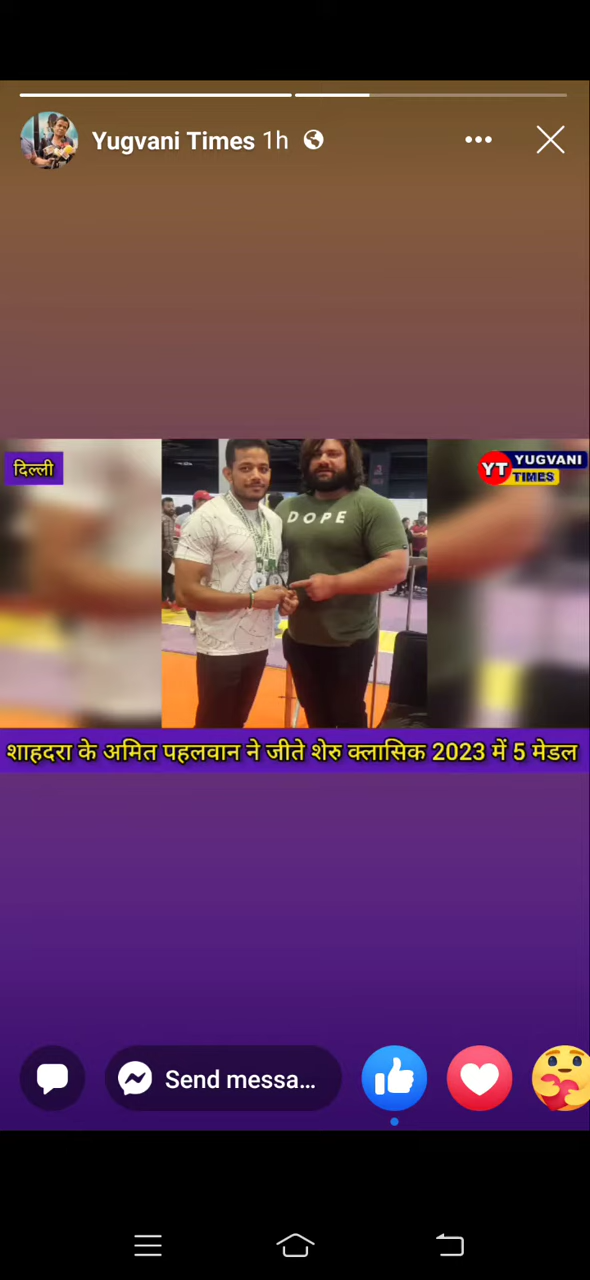 Yugvani Times 1h
दिल्ली
YT YUGVANI
TIMES
DOPE
शाहदरा के अमित पहलवान ने जीते शेरु क्लासिक 2023 में 5 मेडल
Send messa...